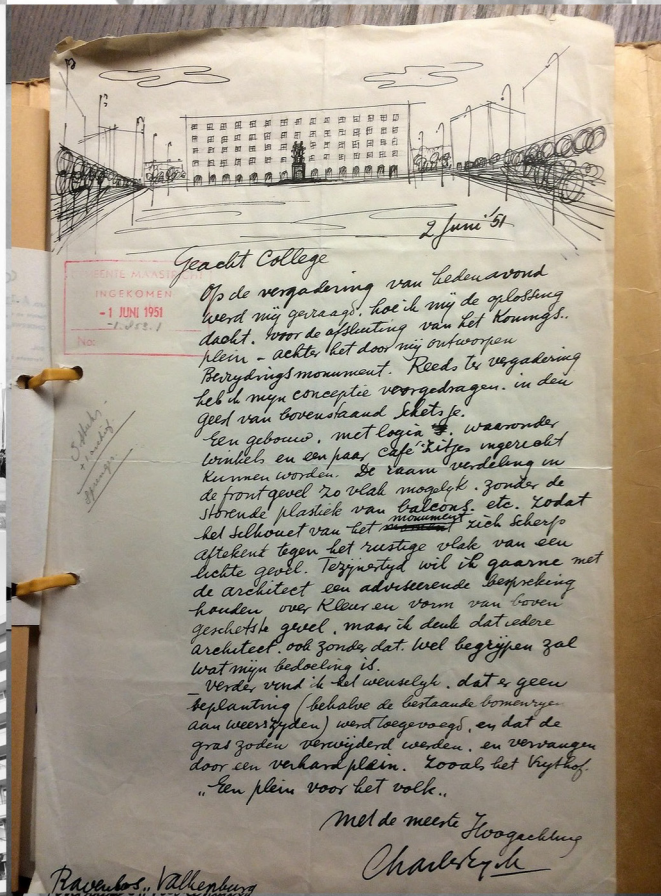 2 Juni '51
Geacht College
GEMEENTE MAASTRICHT
INGEKOMEN
-1 JUNI 1951
No:
Op de vergadering van hedenavond
werd mij gevraagd, hoe ik mij de oplossing
dacht, voor de afsluiting van het Konings..
plein - achter het door mij ontworpen
Bevrydingsmonument. Reeds ter vergadering
heb ik myn conceptie voorgedragen. in den
geest van bovenstaand schetsje.
Een gebouw, met logia, waaronder
winkels en een paar café zitjes ingericht
kunnen worden. De raam verdeling in
de front gevel zo vlak mogelyk. zonder de
storende plastiek van balcons. etc. Zodat
het silhouet van het monument zich scherp
aftekent tegen het rustige vlak van een
lichte gevel. Tezijnertyd wil ik gaarne met
de architect een adviseerende bespreking
houden over kleur en vorm van boven
geschetste gevel, maar ik denk dat iedere
architect, ook zonder dat. wel begrijpen zal
wat mijn bedoeling is.
- Verder vind ik het wenselyk, dat er geen
beplanting (behalve de bestaande bomenryen
aan weerszyden) werd toegevoegd, en dat de
gras zoden verwyderd werden, en vervangen
door een verhard plein. Zooals het Vrythof.
„Een plein voor het volk„
Met de meeste Hoogachting
Charles Eyck
Ravenbos „Valkenburg